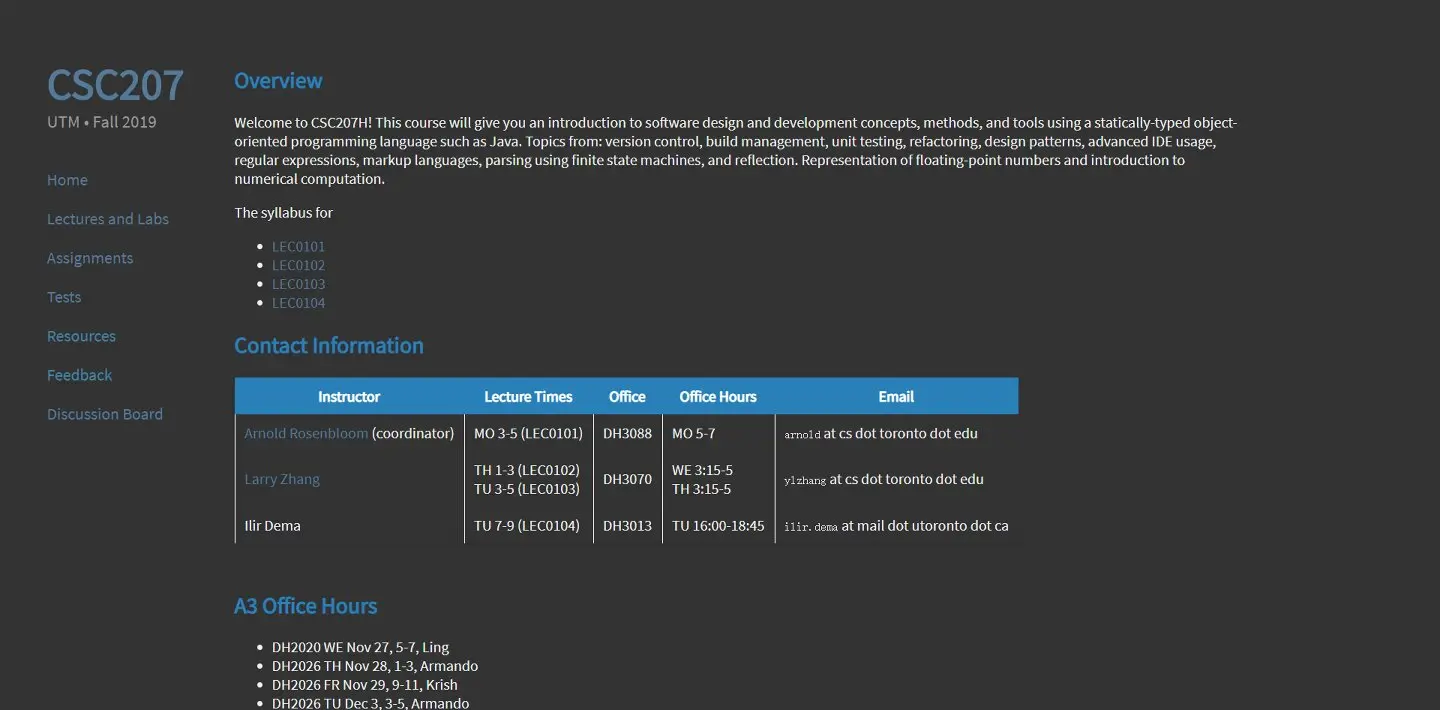 CSC207
UTM • Fall 2019
Home
Lectures and Labs
Assignments
Tests
Resources
Feedback
Discussion Board
Overview
Welcome to CSC207H! This course will give you an introduction to software design and development concepts, methods, and tools using a statically-typed object-
oriented programming language such as Java. Topics from: version control, build management, unit testing, refactoring, design patterns, advanced IDE usage,
regular expressions, markup languages, parsing using finite state machines, and reflection. Representation of floating-point numbers and introduction to
numerical computation.
The syllabus for
• LEC0101
• LEC0102
• LEC0103
• LEC0104
Contact Information
Instructor Lecture Times Office Office Hours Email
Arnold Rosenbloom (coordinator) MO 3-5 (LEC0101) DH3088 MO 5-7 arnold at cs dot toronto dot edu
Larry Zhang TH 1-3 (LEC0102) DH3070 WE 3:15-5 ylzhang at cs dot toronto dot edu
TU 3-5 (LEC0103) TH 3:15-5
Ilir Dema TU 7-9 (LEC0104) DH3013 TU 16:00-18:45 ilir.dema at mail dot utoronto dot ca
A3 Office Hours
• DH2020 WE Nov 27, 5-7, Ling
• DH2026 TH Nov 28, 1-3, Armando
• DH2026 FR Nov 29, 9-11, Krish
• DH2026 TU Dec 3, 3-5, Armando